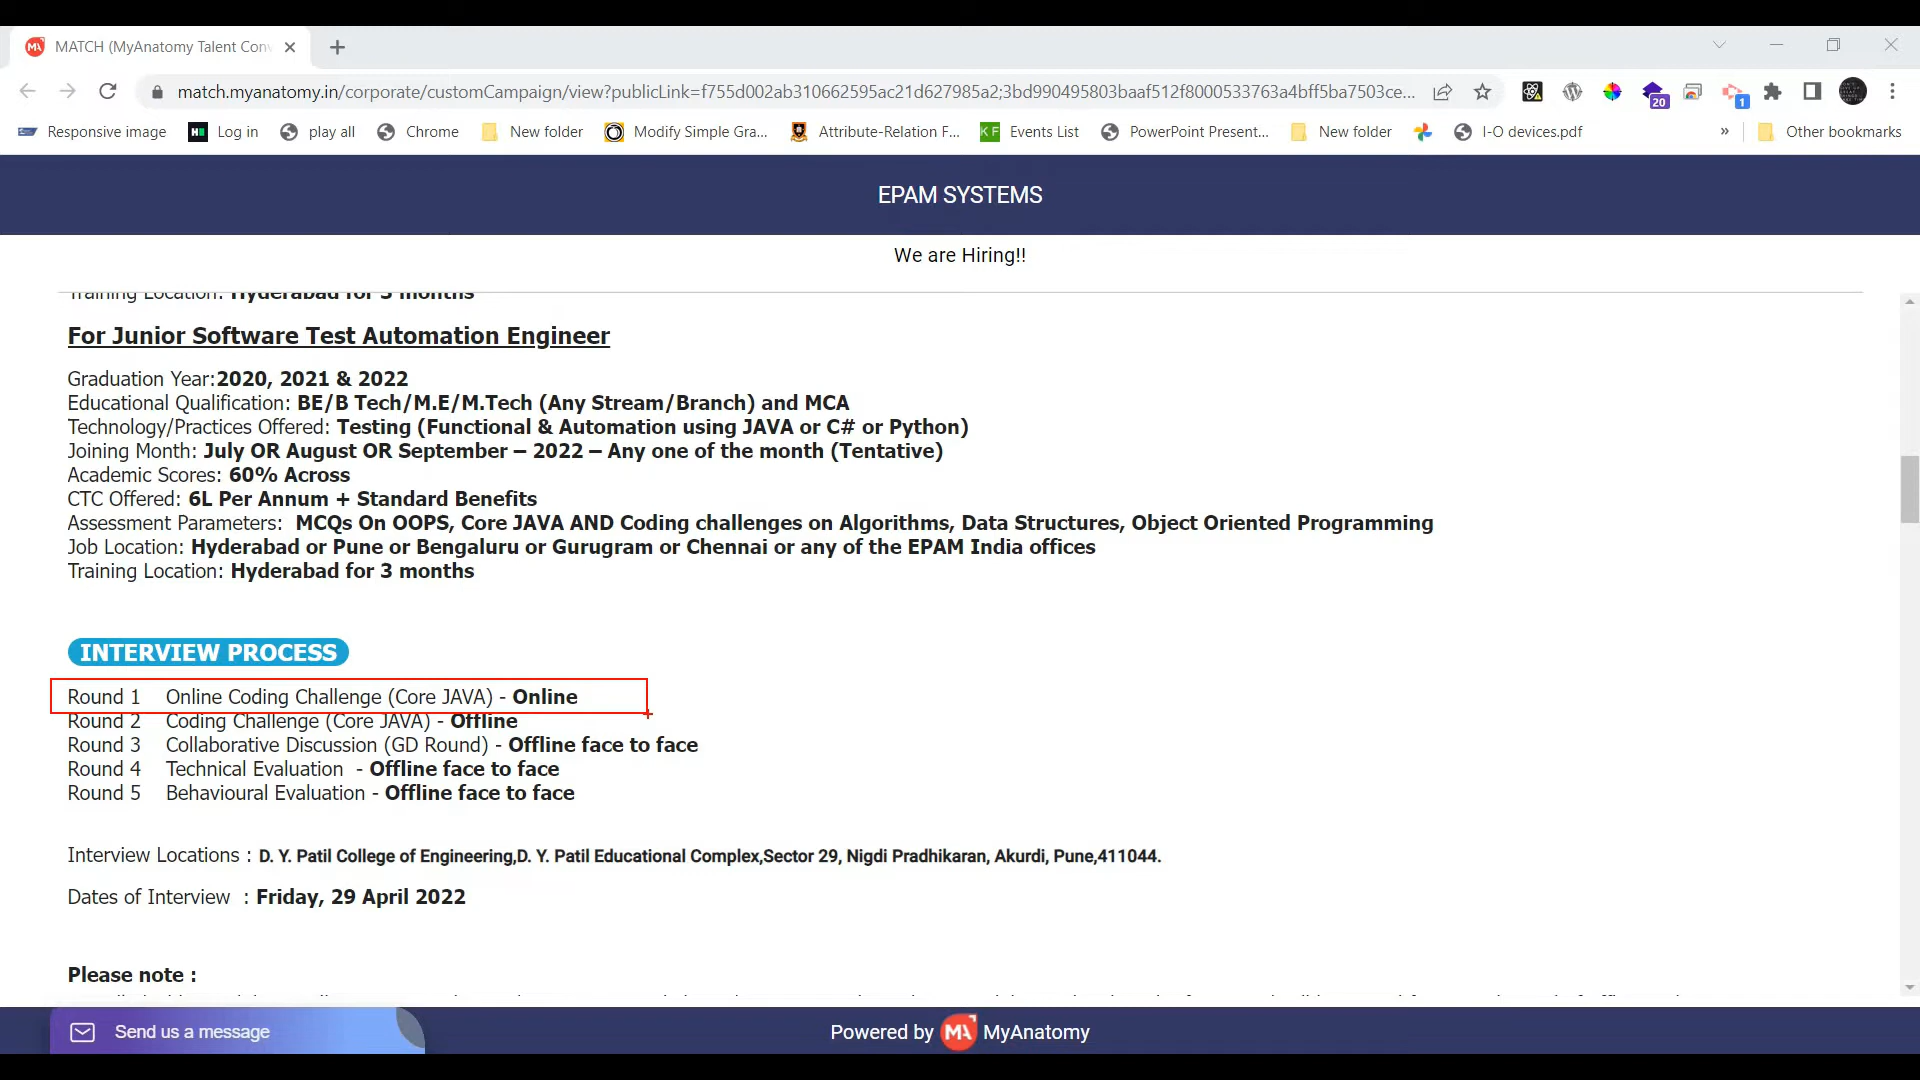 MATCH (MyAnatomy Talent Conv
match.myanatomy.in/corporate/customCampaign/view?publicLink=f755d002ab310662595ac21d627985a2;3bd990495803baaf512f8000533763a4bff5ba7503ce...
20
1
Responsive image
Log in
play all
Chrome
New folder
Modify Simple Gra...
Attribute-Relation F...
KF Events List
PowerPoint Present...
New folder
I-O devices.pdf
»
Other bookmarks
EPAM SYSTEMS
We are Hiring!!
Training Location: Hyderabad for 3 months
For Junior Software Test Automation Engineer
Graduation Year:2020, 2021 & 2022
Educational Qualification: BE/B Tech/M.E/M.Tech (Any Stream/Branch) and MCA
Technology/Practices Offered: Testing (Functional & Automation using JAVA or C# or Python)
Joining Month: July OR August OR September – 2022 – Any one of the month (Tentative)
Academic Scores: 60% Across
CTC Offered: 6L Per Annum + Standard Benefits
Assessment Parameters: MCQs On OOPS, Core JAVA AND Coding challenges on Algorithms, Data Structures, Object Oriented Programming
Job Location: Hyderabad or Pune or Bengaluru or Gurugram or Chennai or any of the EPAM India offices
Training Location: Hyderabad for 3 months
INTERVIEW PROCESS
Round 1 Online Coding Challenge (Core JAVA) - Online
Round 2 Coding Challenge (Core JAVA) - Offline
Round 3 Collaborative Discussion (GD Round) - Offline face to face
Round 4 Technical Evaluation - Offline face to face
Round 5 Behavioural Evaluation - Offline face to face
Interview Locations : D. Y. Patil College of Engineering,D. Y. Patil Educational Complex,Sector 29, Nigdi Pradhikaran, Akurdi, Pune,411044.
Dates of Interview : Friday, 29 April 2022
Please note :
Send us a message
Powered by MA MyAnatomy